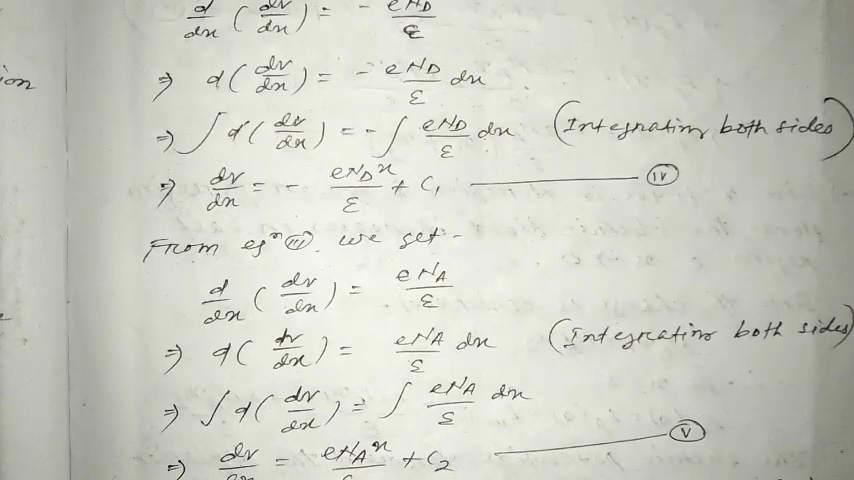 d/dx (dv/dx) = - eN_D/ε
ion
⇒ d(dv/dx) = - eN_D/ε dx
⇒ ∫ d(dv/dx) = - ∫ eN_D/ε dx (Integrating both sides)
⇒ dv/dx = - eN_D x/ε + C₁ —— (iv)
From eqⁿ (iii) we get -
d/dx (dv/dx) = eN_A/ε
⇒ d(dv/dx) = eN_A/ε dx (Integrating both sides)
⇒ ∫ d(dv/dx) = ∫ eN_A/ε dx
⇒ dv/dx = eN_A x/ε + C₂ —— (v)